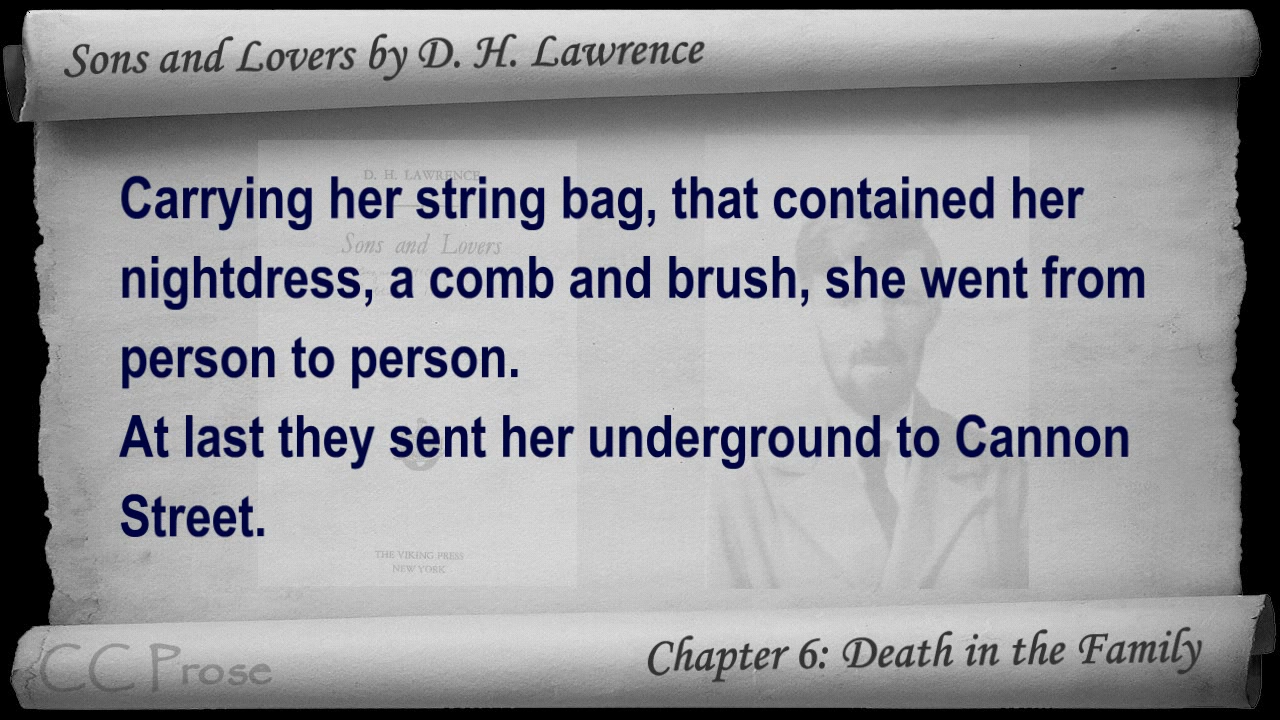 Sons and Lovers by D. H. Lawrence
D. H. LAWRENCE
Sons and Lovers
Carrying her string bag, that contained her
nightdress, a comb and brush, she went from
person to person.
At last they sent her underground to Cannon
Street.
THE VIKING PRESS
NEW YORK
CC Prose
Chapter 6: Death in the Family